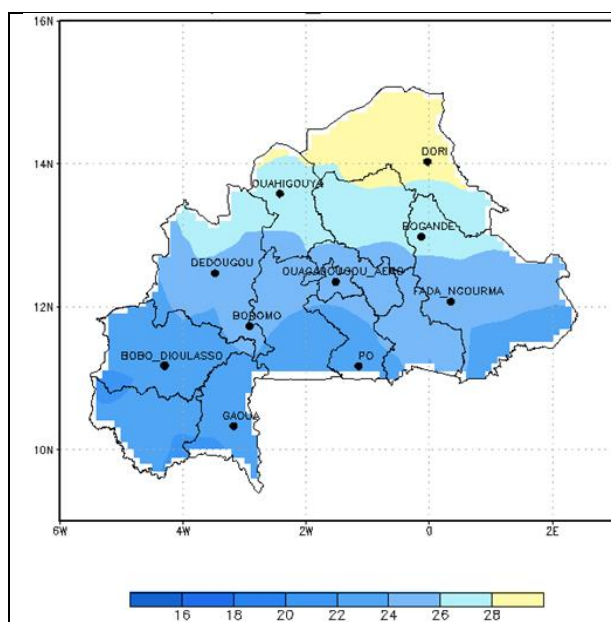 16N
DORI
14N
OUAHIGOUYA
BOGANDE
DEDOUGOU
OUAGADOUGOU_AERO
FADA_NGOURMA
12N
BOROMO
BOBO_DIOULASSO
PO
GAOUA
10N
6W 4W 2W 0 2E
16 18 20 22 24 26 28